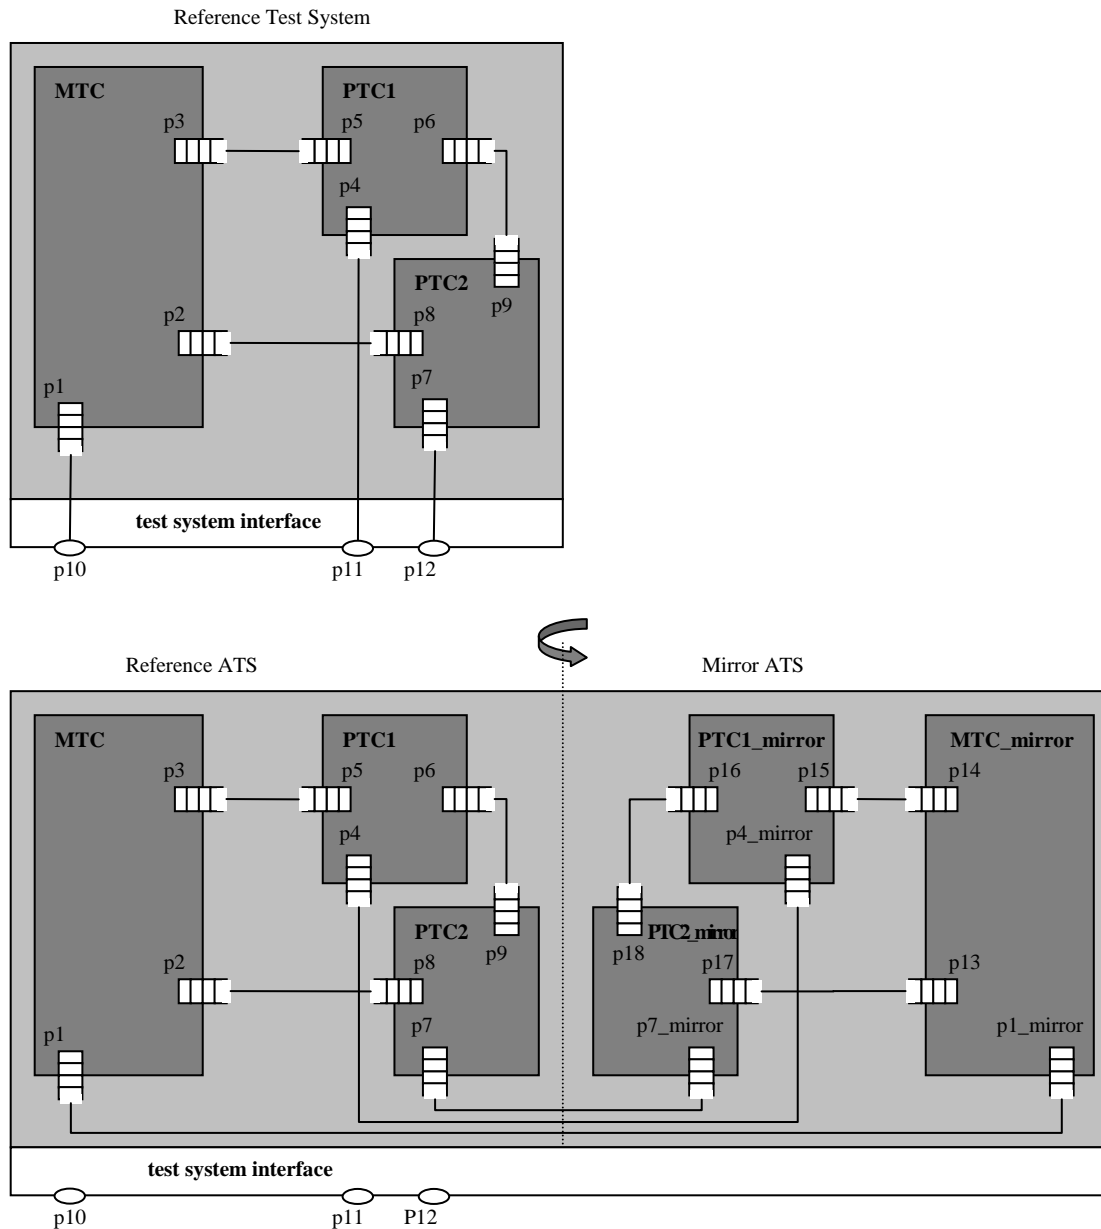 Reference Test System
MTC
PTC1
p3
p5
p6
p4
PTC2
p9
p2
p8
p7
p1
test system interface
p10
p11
p12
Reference ATS
Mirror ATS
MTC
PTC1
PTC1_mirror
MTC_mirror
p3
p5
p6
p16
p15
p14
p4
p4_mirror
PTC2
PTC2_mirror
p9
p18
p2
p8
p17
p13
p1
p7
p7_mirror
p1_mirror
test system interface
p10
p11
P12